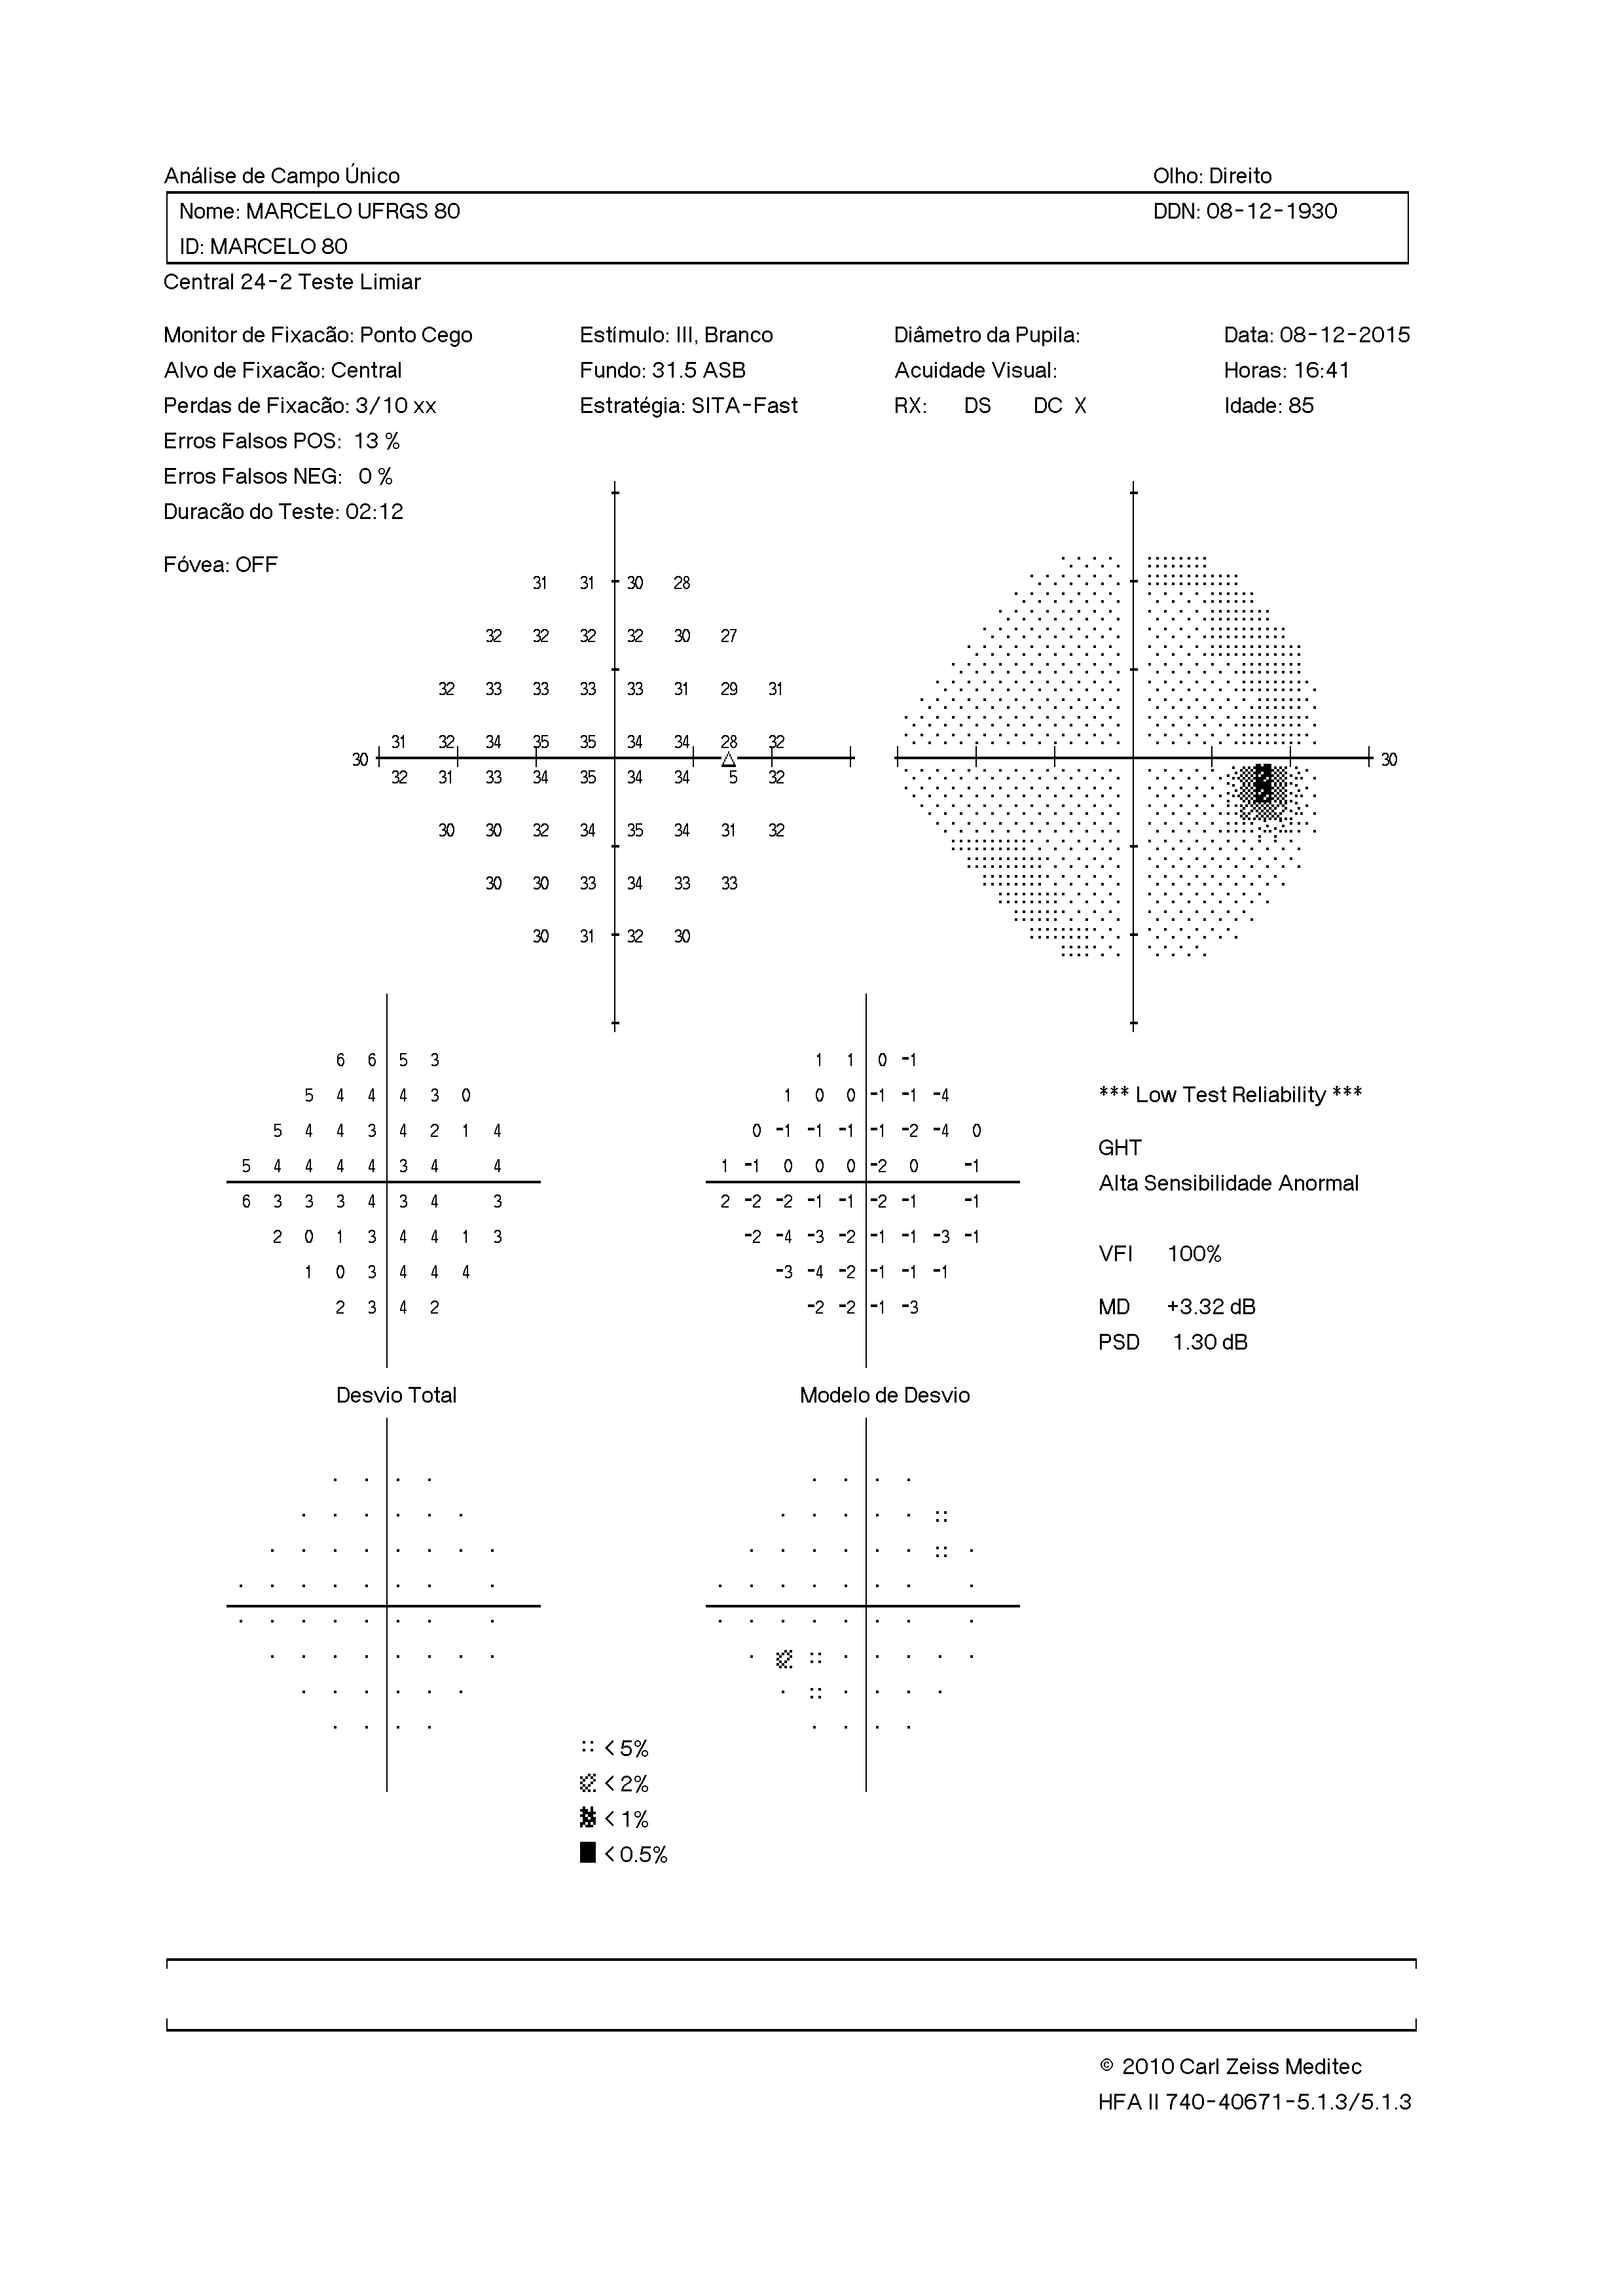 Análise de Campo Único Olho: Direito
Nome: MARCELO UFRGS 80 DDN: 08-12-1930
ID: MARCELO 80
Central 24-2 Teste Limiar
Monitor de Fixacão: Ponto Cego Estímulo: III, Branco Diâmetro da Pupila: Data: 08-12-2015
Alvo de Fixacão: Central Fundo: 31.5 ASB Acuidade Visual: Horas: 16:41
Perdas de Fixacão: 3/10 xx Estratégia: SITA-Fast RX: DS DC X Idade: 85
Erros Falsos POS: 13 %
Erros Falsos NEG: 0 %
Duracão do Teste: 02:12
Fóvea: OFF
31 31 30 28
32 32 32 32 30 27
32 33 33 33 33 31 29 31
31 32 34 35 35 34 34 28 32
30 30
32 31 33 34 35 34 34 5 32
30 30 32 34 35 34 31 32
30 30 33 34 33 33
30 31 32 30
6 6 5 3 1 1 0 -1
5 4 4 4 3 0 1 0 0 -1 -1 -4 *** Low Test Reliability ***
5 4 4 3 4 2 1 4 0 -1 -1 -1 -1 -2 -4 0
GHT
5 4 4 4 4 3 4 4 1 -1 0 0 0 -2 0 -1
Alta Sensibilidade Anormal
6 3 3 3 4 3 4 3 2 -2 -2 -1 -1 -2 -1 -1
2 0 1 3 4 4 1 3 -2 -4 -3 -2 -1 -1 -3 -1
VFI 100%
1 0 3 4 4 4 -3 -4 -2 -1 -1 -1
2 3 4 2 -2 -2 -1 -3 MD +3.32 dB
PSD 1.30 dB
Desvio Total Modelo de Desvio
< 5%
< 2%
< 1%
< 0.5%
© 2010 Carl Zeiss Meditec
HFA II 740-40671-5.1.3/5.1.3